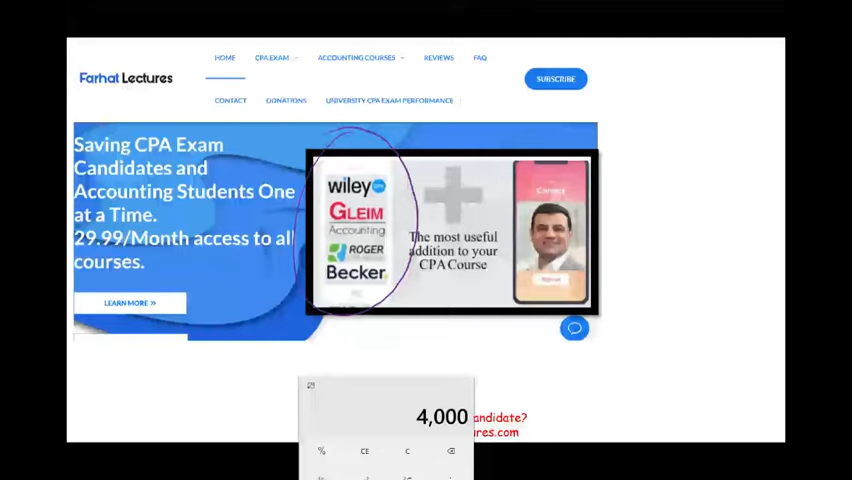 Farhat Lectures
HOME CPA EXAM ACCOUNTING COURSES REVIEWS FAQ
SUBSCRIBE
CONTACT DONATIONS UNIVERSITY CPA EXAM PERFORMANCE
Saving CPA Exam
Candidates and
Accounting Students One
at a Time.
29.99/Month access to all
courses.
LEARN MORE »
wiley
GLEIM
Accounting
ROGER
Becker.
The most useful
addition to your
CPA Course
4,000
andidate?
ures.com
% CE C